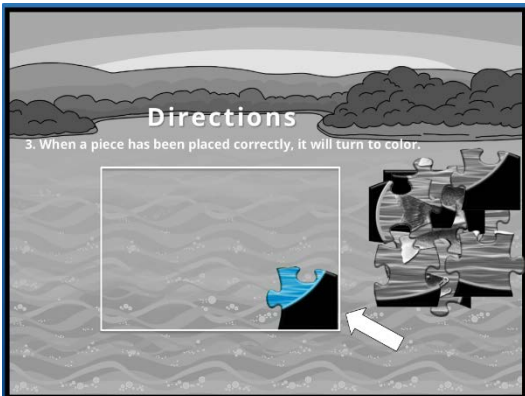 Directions
3. When a piece has been placed correctly, it will turn to color.